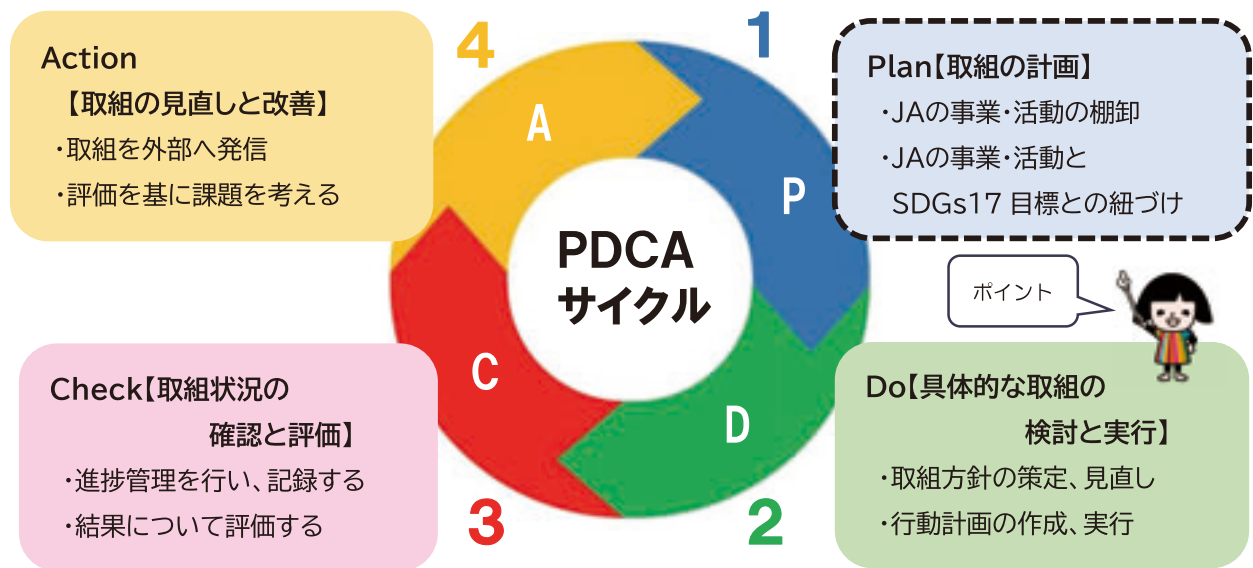 1
Plan【取組の計画】
・JAの事業・活動の棚卸
・JAの事業・活動と
SDGs17目標との紐づけ
ポイント
2
Do【具体的な取組の
検討と実行】
・取組方針の策定、見直し
・行動計画の作成、実行
3
Check【取組状況の
確認と評価】
・進捗管理を行い、記録する
・結果について評価する
4
Action
【取組の見直しと改善】
・取組を外部へ発信
・評価を基に課題を考える
PDCA
サイクル
P
D
C
A